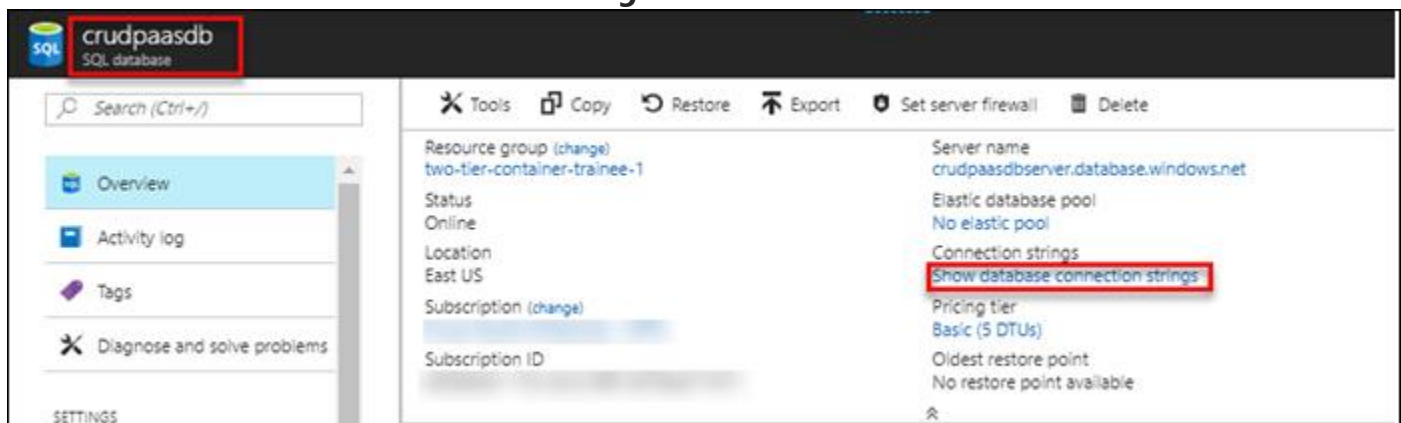 crudpaasdb
SQL database
Search (Ctrl+/)
Overview
Activity log
Tags
Diagnose and solve problems
SETTINGS
Tools Copy Restore Export Set server firewall Delete
Resource group (change)
two-tier-container-trainee-1
Status
Online
Location
East US
Subscription (change)
Subscription ID
Server name
crudpaasdbserver.database.windows.net
Elastic database pool
No elastic pool
Connection strings
Show database connection strings
Pricing tier
Basic (5 DTUs)
Oldest restore point
No restore point available